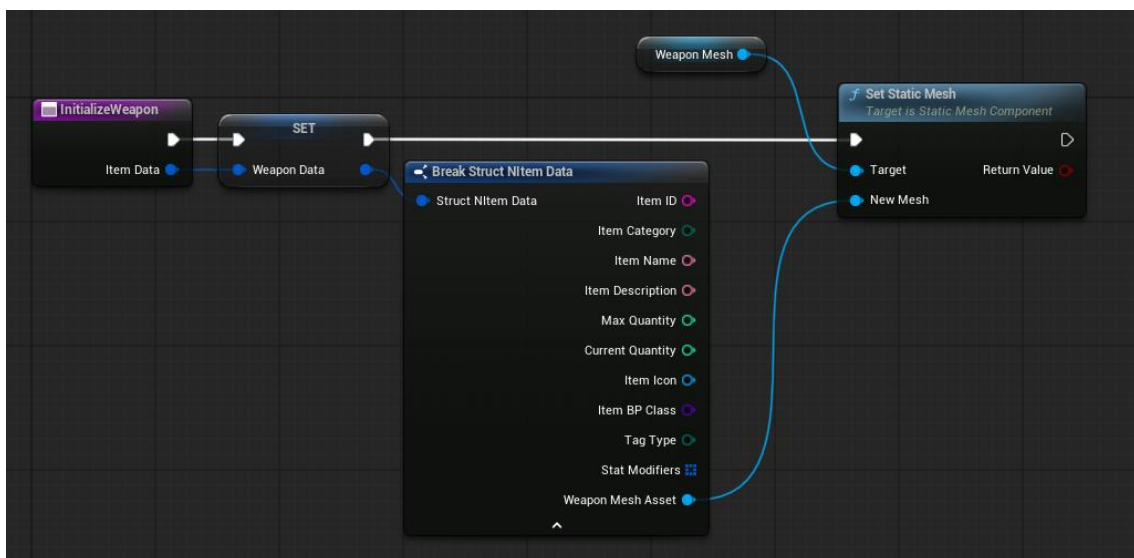 InitializeWeapon
Item Data
SET
Weapon Data
Break Struct NItem Data
Struct NItem Data
Item ID
Item Category
Item Name
Item Description
Max Quantity
Current Quantity
Item Icon
Item BP Class
Tag Type
Stat Modifiers
Weapon Mesh Asset
Weapon Mesh
f Set Static Mesh
Target is Static Mesh Component
Target
Return Value
New Mesh